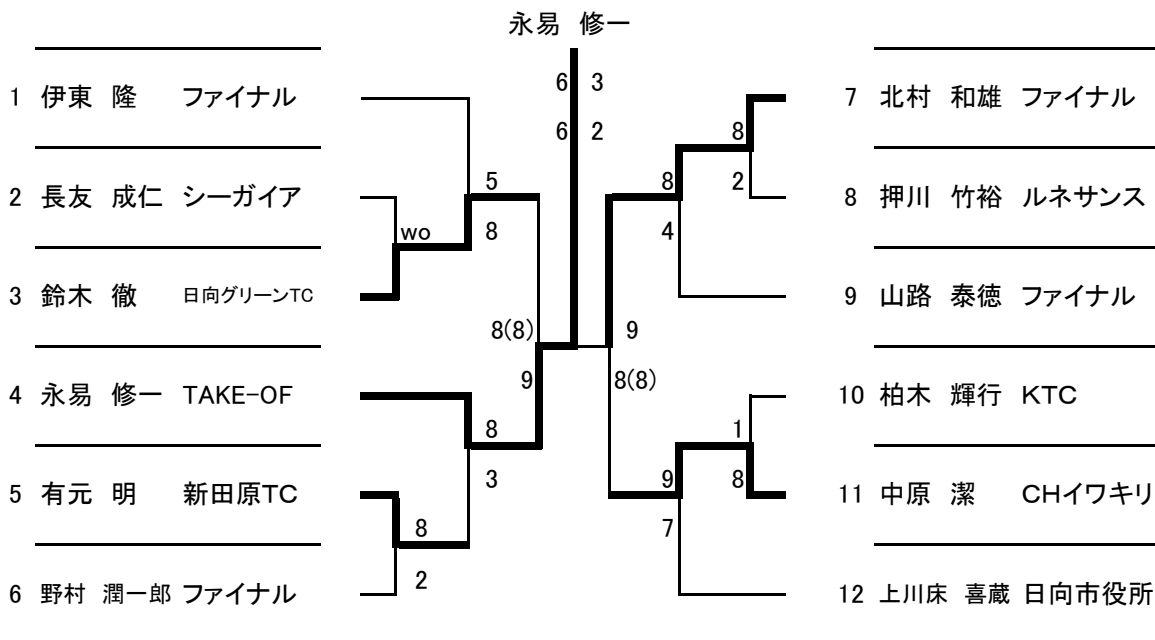 永易 修一
6 3
6 2
1 伊東 隆 ファイナル
2 長友 成仁 シーガイア
3 鈴木 徹 日向グリーンTC
4 永易 修一 TAKE-OF
5 有元 明 新田原TC
6 野村 潤一郎 ファイナル
5
wo
8
8(8)
9
8
3
8
2
8
2
8
4
9
8(8)
1
8
9
7
7 北村 和雄 ファイナル
8 押川 竹裕 ルネサンス
9 山路 泰徳 ファイナル
10 柏木 輝行 KTC
11 中原 潔 CHイワキリ
12 上川床 喜蔵 日向市役所